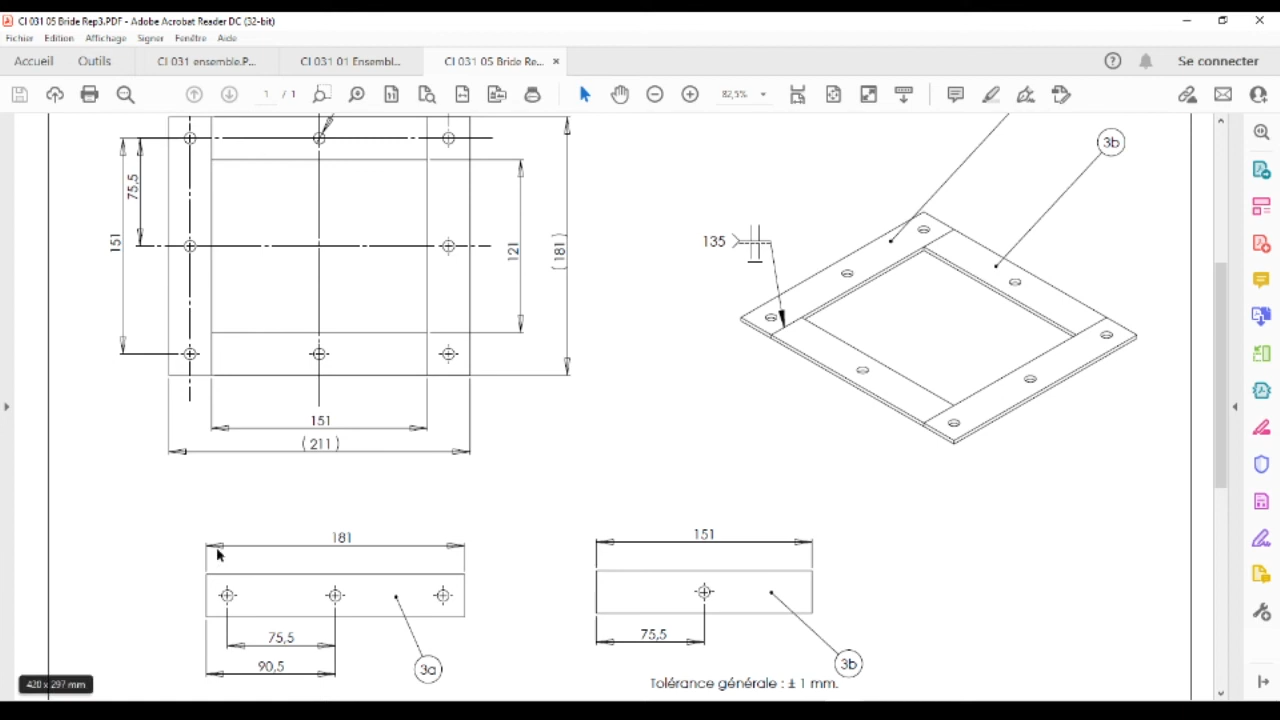 CI 031 05 Bride Rep3.PDF - Adobe Acrobat Reader DC (32-bit)
Fichier Edition Affichage Signer Fenêtre Aide
Accueil Outils CI 031 ensemble.P... CI 031 01 Ensembl... CI 031 05 Bride Re... × Se connecter
1 / 1 82,5%
3b
75,5
151
121
(181)
135
151
(211)
181
151
75,5
75,5
90,5
3a
3b
420 x 297 mm
Tolérance générale : ± 1 mm.